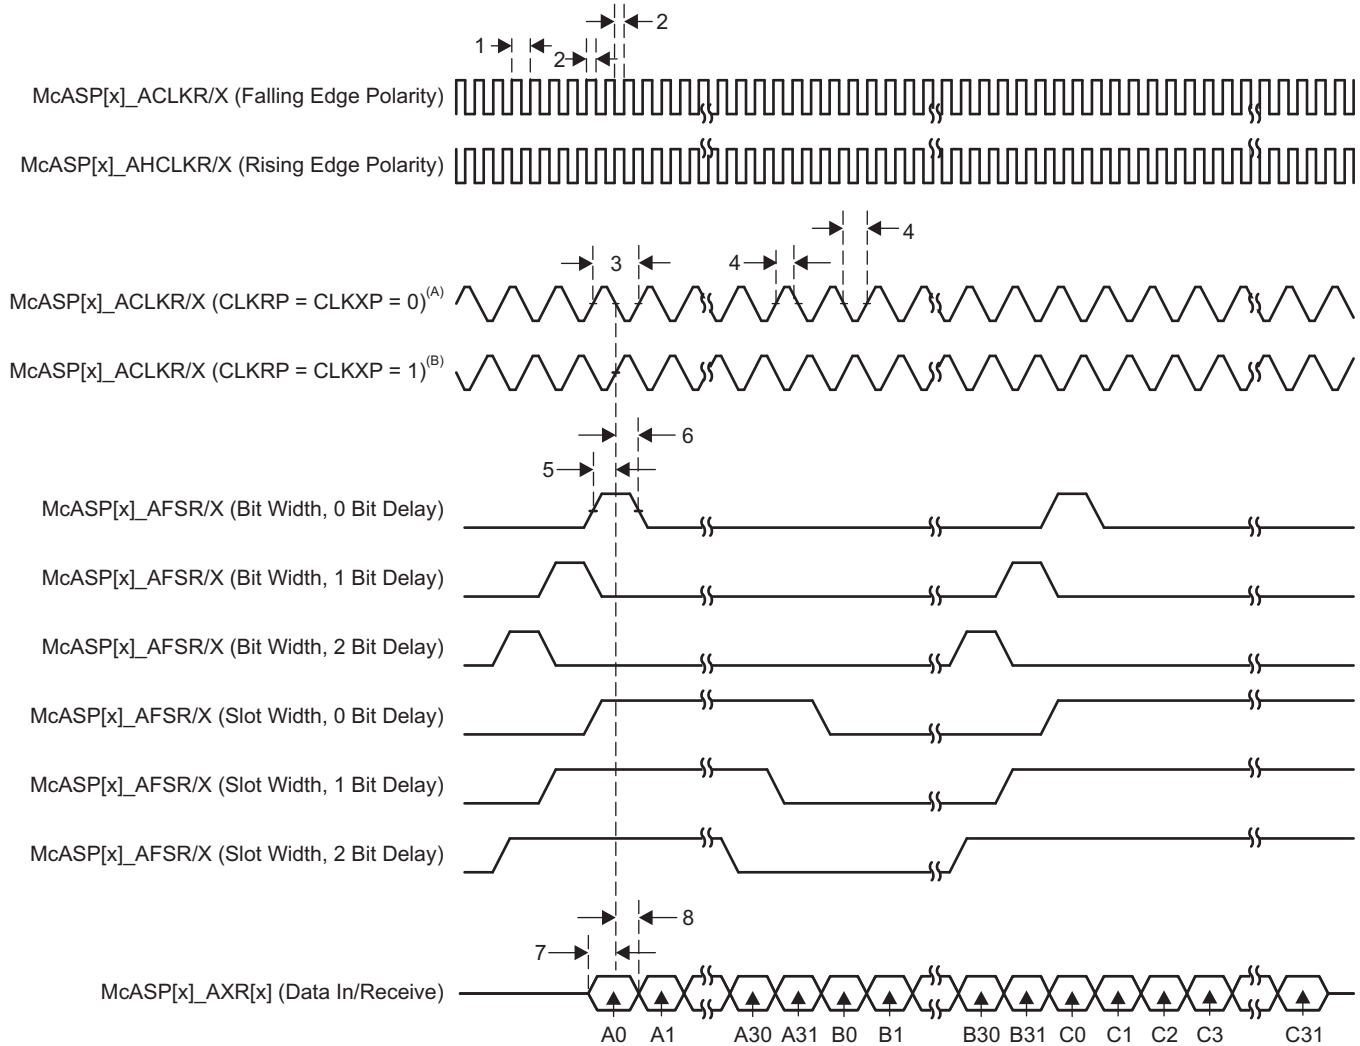 2
1
2
McASP[x]_ACLKR/X (Falling Edge Polarity)
McASP[x]_AHCLKR/X (Rising Edge Polarity)
4
3
4
McASP[x]_ACLKR/X (CLKRP = CLKXP = 0)(A)
McASP[x]_ACLKR/X (CLKRP = CLKXP = 1)(B)
6
5
McASP[x]_AFSR/X (Bit Width, 0 Bit Delay)
McASP[x]_AFSR/X (Bit Width, 1 Bit Delay)
McASP[x]_AFSR/X (Bit Width, 2 Bit Delay)
McASP[x]_AFSR/X (Slot Width, 0 Bit Delay)
McASP[x]_AFSR/X (Slot Width, 1 Bit Delay)
McASP[x]_AFSR/X (Slot Width, 2 Bit Delay)
8
7
McASP[x]_AXR[x] (Data In/Receive)
A0 A1 A30 A31 B0 B1 B30 B31 C0 C1 C2 C3 C31